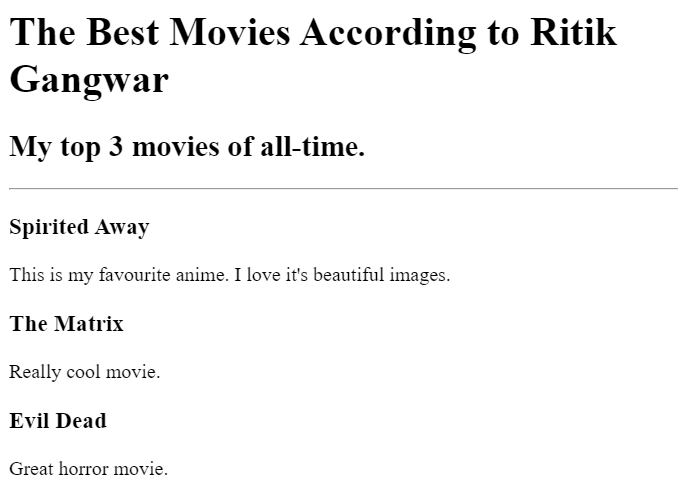 The Best Movies According to Ritik
Gangwar
My top 3 movies of all-time.
Spirited Away
This is my favourite anime. I love it's beautiful images.
The Matrix
Really cool movie.
Evil Dead
Great horror movie.